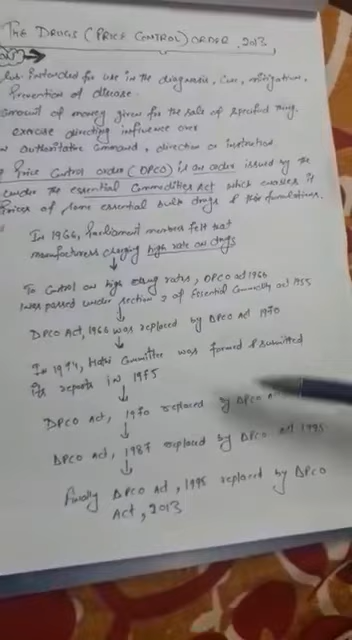 THE DRUGS (PRICE CONTROL) ORDER, 2013,
Intended for use in the diagnosis, Cure, mitigation,
Prevention of disease.
amount of money given for the sale of specified thing.
exercise directing influence over
authoritative command, direction or instruction.
Price Control order (DPCO) is an order issued by the
under the essential Commodities Act which enables it
Prices of some essential bulk drugs & their formulations.
In 1966, Parliament members felt that
manufacturers charging high rate on drugs
To Control on high rates, DPCO act 1966
was passed under section 2 of Essential Commodity act 1955
DPCO Act, 1966 was replaced by DPCO act 1970
In 1974, Hathi Committee was formed & submitted
its reports in 1975
DPCO Act, 1970 replaced by DPCO A
DPCO Act, 1987 replaced by DPCO act 1995
Finally DPCO Act, 1995 replaced by DPCO
Act, 2013